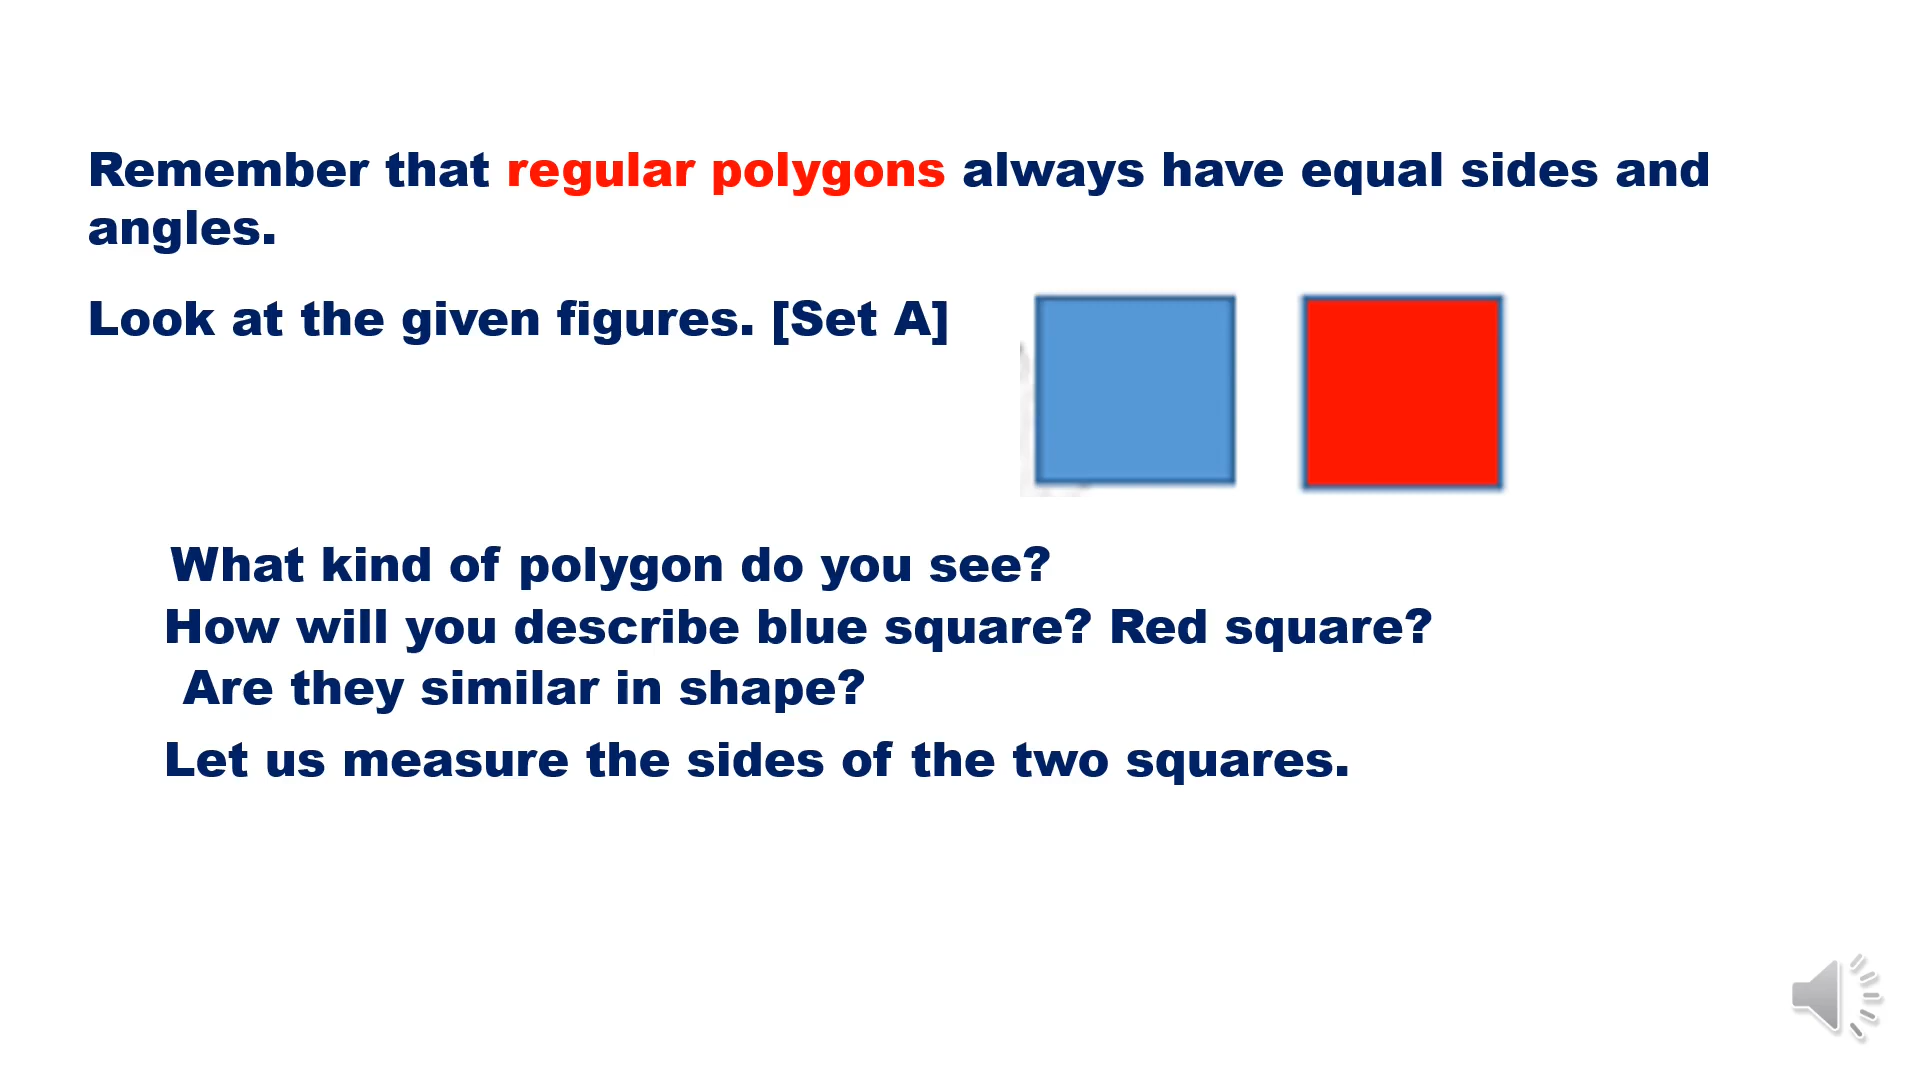 Remember that regular polygons always have equal sides and
angles.
Look at the given figures. [Set A]
What kind of polygon do you see?
How will you describe blue square? Red square?
Are they similar in shape?
Let us measure the sides of the two squares.